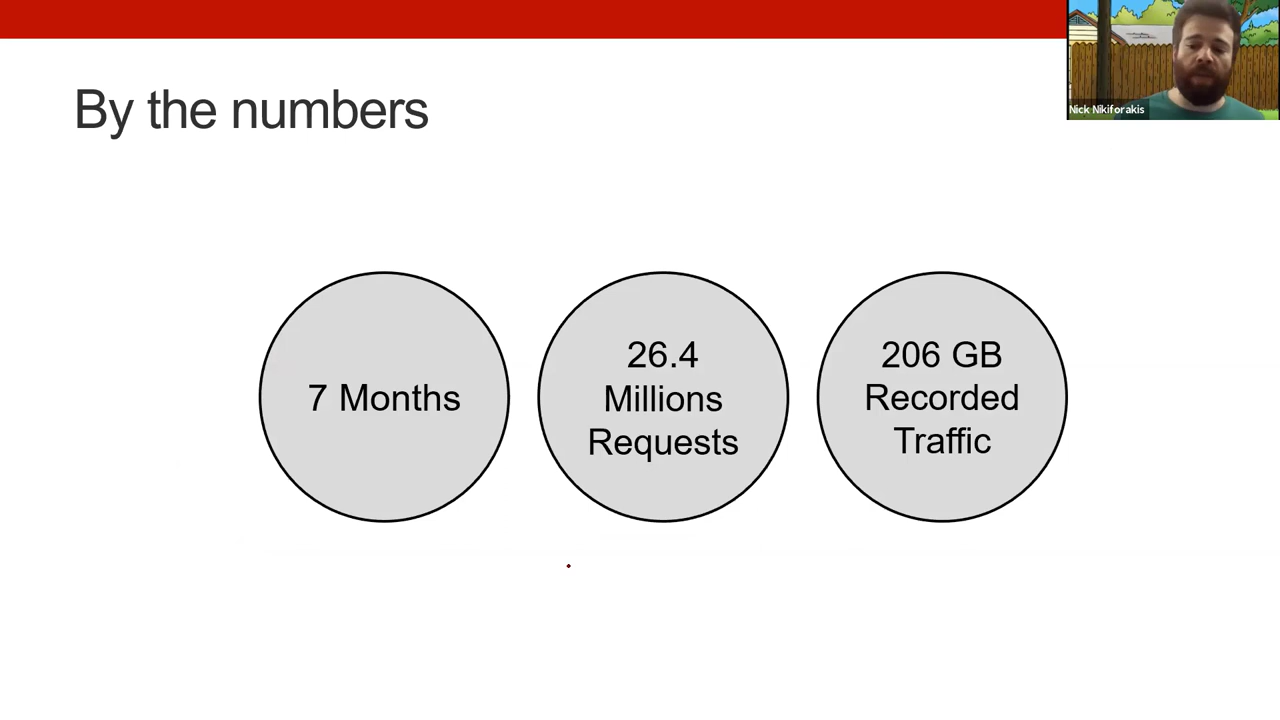 By the numbers
Nick Nikiforakis
7 Months
26.4
Millions
Requests
206 GB
Recorded
Traffic